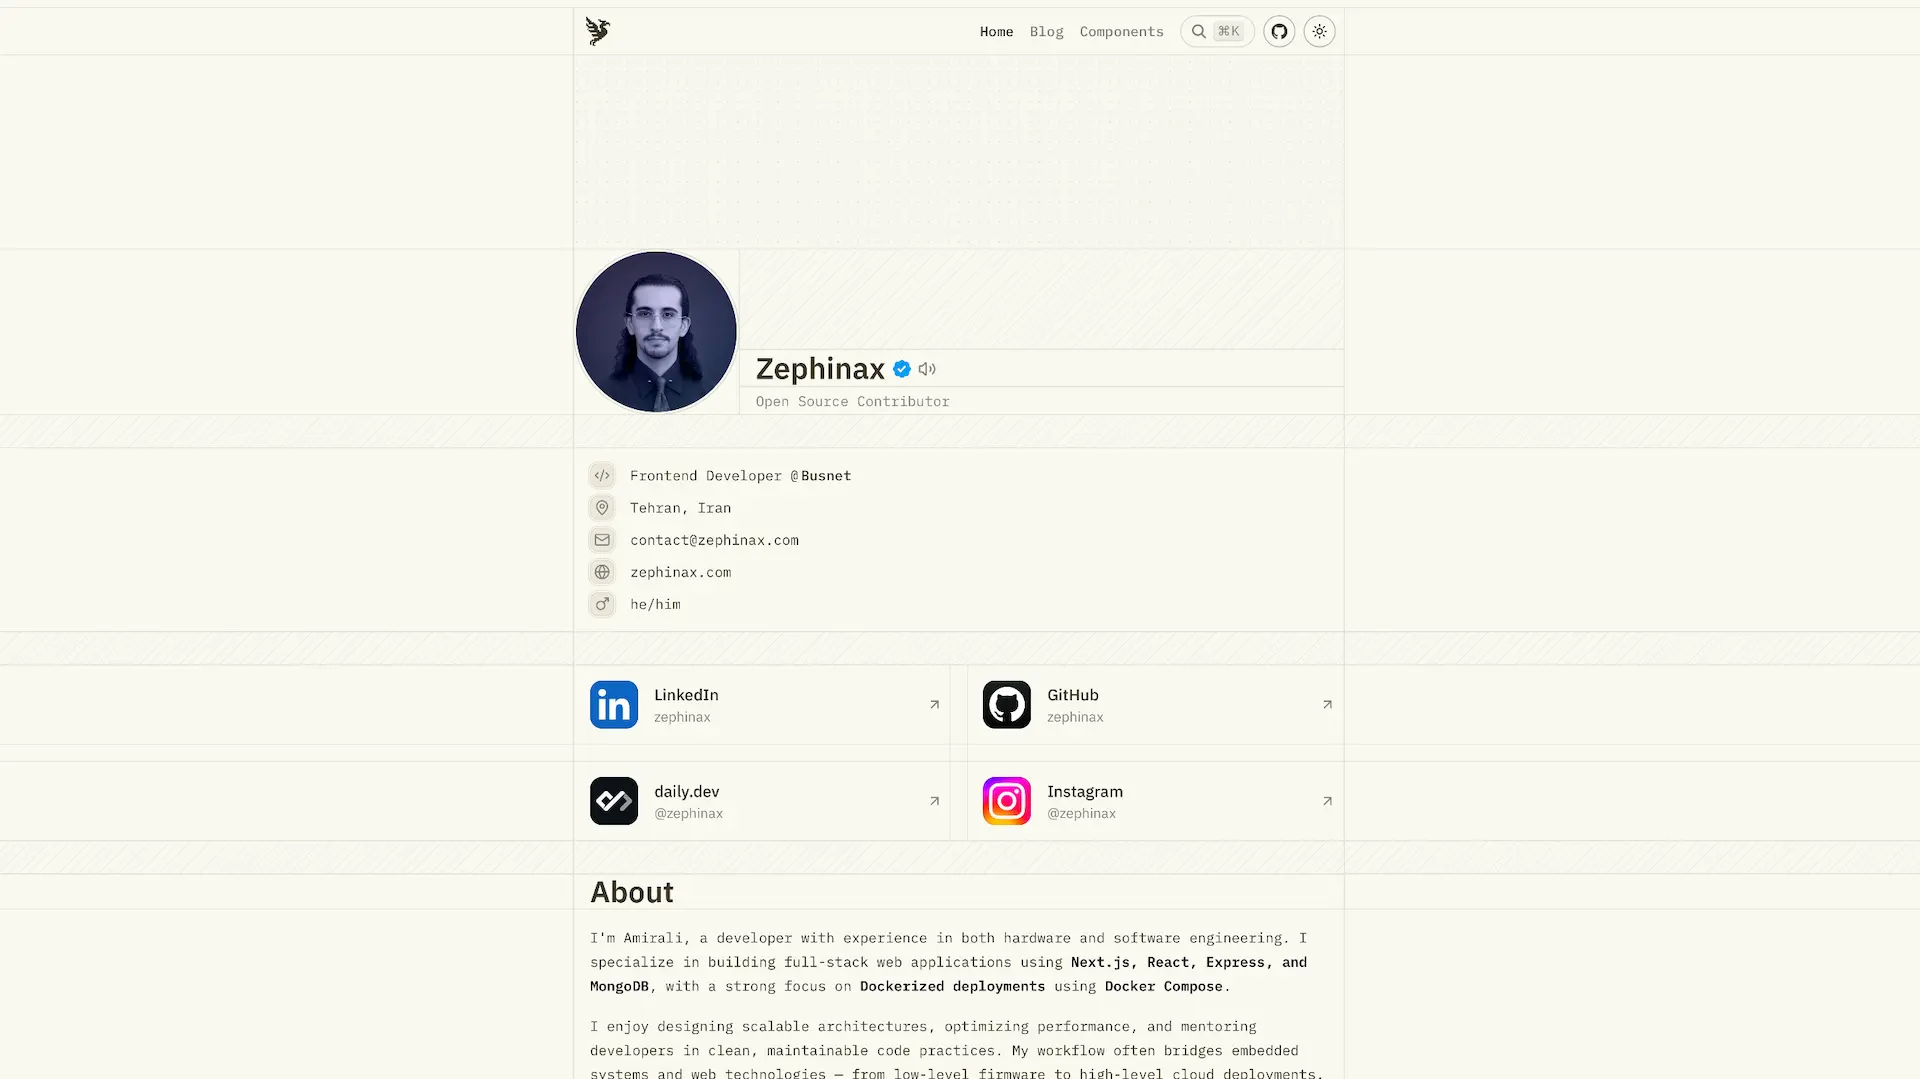 Home Blog Components ⌘K
Zephinax
Open Source Contributor
Frontend Developer @Busnet
Tehran, Iran
contact@zephinax.com
zephinax.com
he/him
LinkedIn
zephinax
GitHub
zephinax
daily.dev
@zephinax
Instagram
@zephinax
About
I'm Amirali, a developer with experience in both hardware and software engineering. I
specialize in building full-stack web applications using Next.js, React, Express, and
MongoDB, with a strong focus on Dockerized deployments using Docker Compose.
I enjoy designing scalable architectures, optimizing performance, and mentoring
developers in clean, maintainable code practices. My workflow often bridges embedded
systems and web technologies — from low-level firmware to high-level cloud deployments.